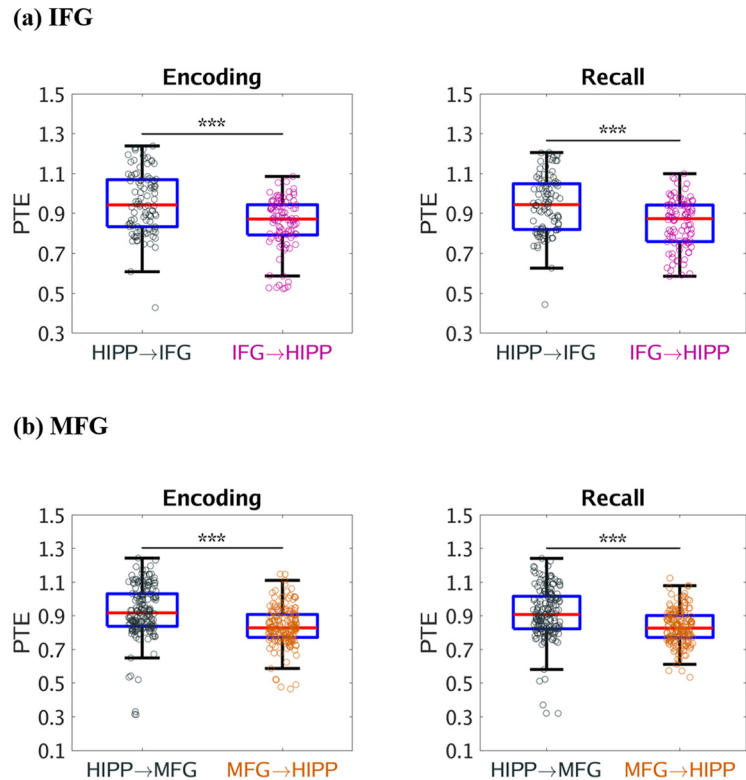 (a) IFG
Encoding
Recall
1.5
1.3
1.1
0.9
0.7
0.5
0.3
PTE
***
HIPP→IFG
IFG→HIPP
1.5
1.3
1.1
0.9
0.7
0.5
0.3
PTE
***
HIPP→IFG
IFG→HIPP
(b) MFG
Encoding
Recall
1.5
1.3
1.1
0.9
0.7
0.5
0.3
0.1
PTE
***
HIPP→MFG
MFG→HIPP
1.5
1.3
1.1
0.9
0.7
0.5
0.3
0.1
PTE
***
HIPP→MFG
MFG→HIPP